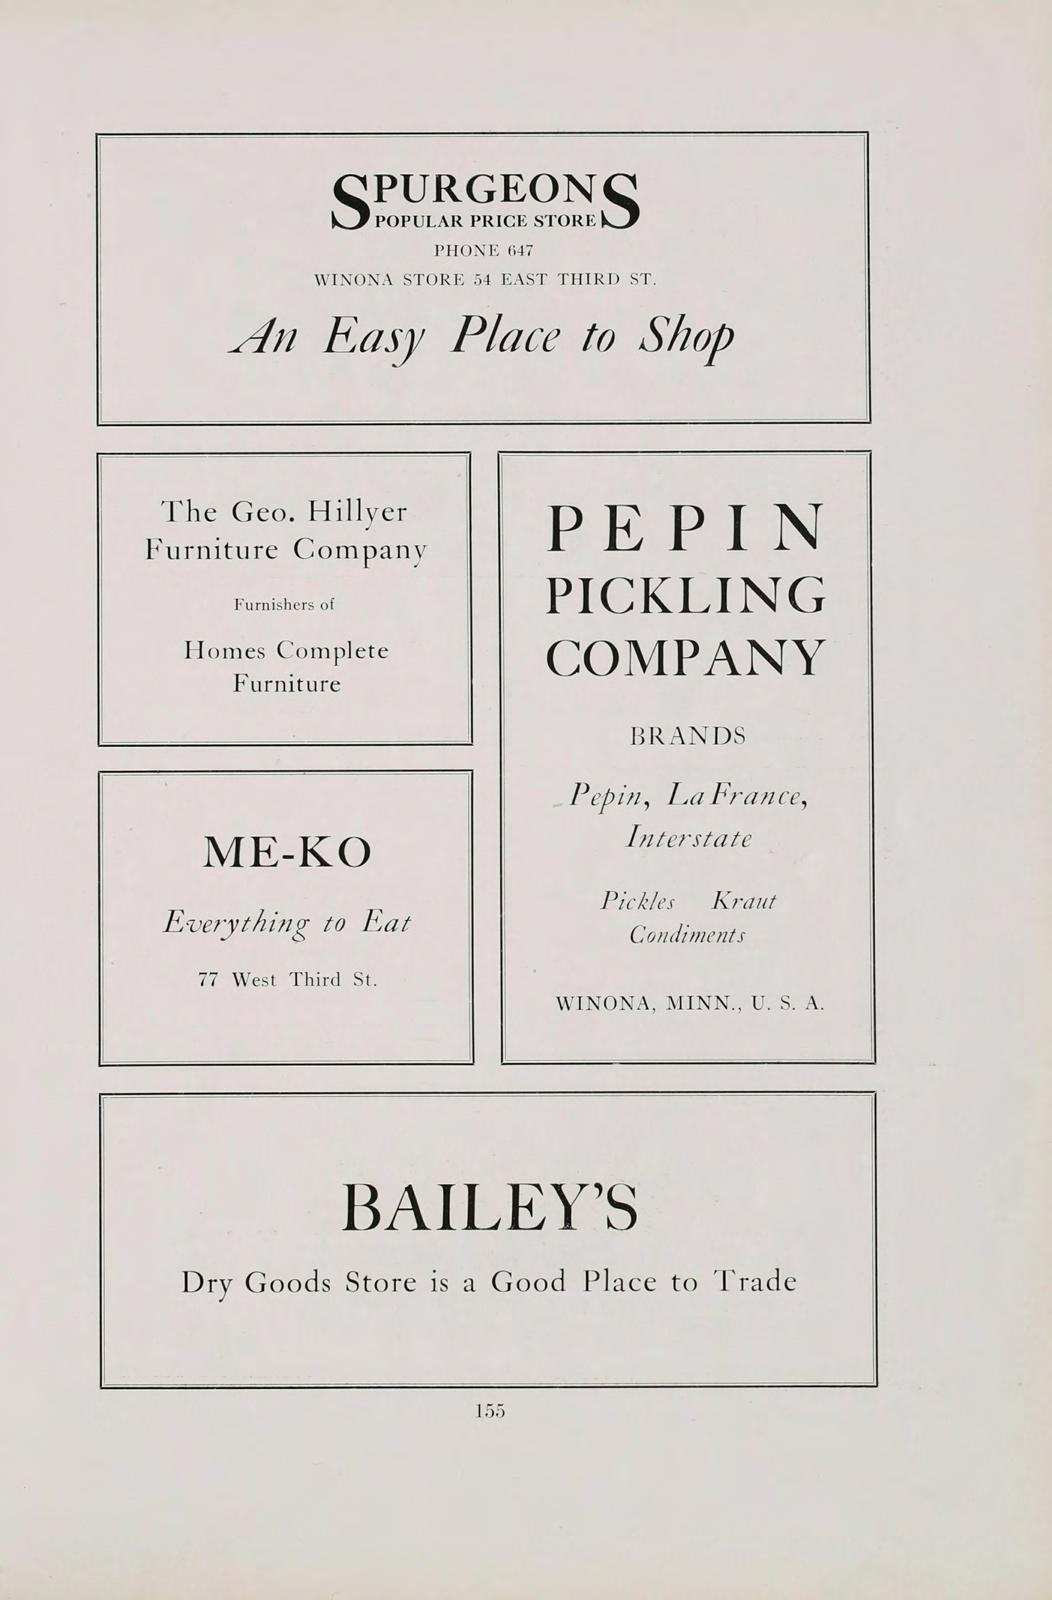 SPURGEONS
POPULAR PRICE STORE
PHONE 647
WINONA STORE 54 EAST THIRD ST.
An Easy Place to Shop
The Geo. Hillyer
Furniture Company
Furnishers of
Homes Complete
Furniture
ME-KO
Everything to Eat
77 West Third St.
PEPIN
PICKLING
COMPANY
BRANDS
Pepin, La France,
Interstate
Pickles Kraut
Condiments
WINONA, MINN., U. S. A.
BAILEY'S
Dry Goods Store is a Good Place to Trade
155